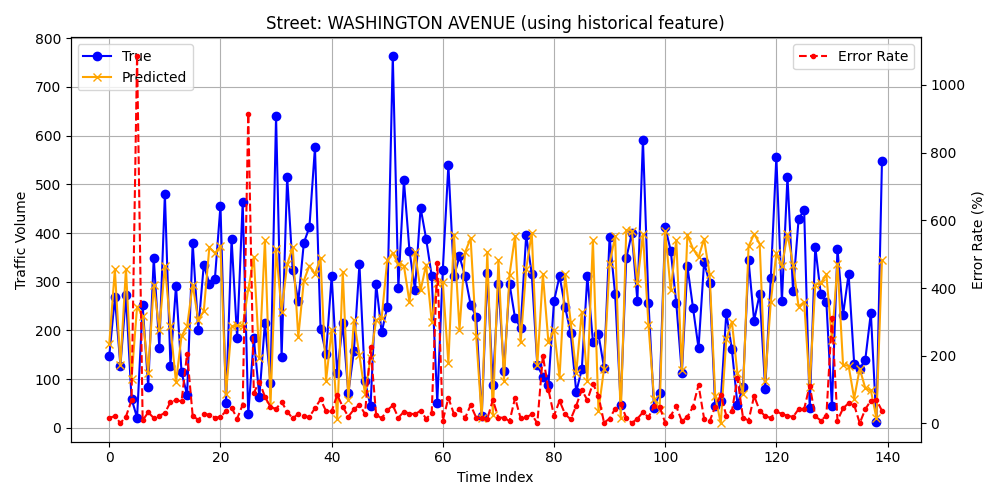 Street: WASHINGTON AVENUE (using historical feature)
True
Predicted
Error Rate
Traffic Volume
800
700
600
500
400
300
200
100
0
1000
800
600
400
200
0
Error Rate (%)
0 20 40 60 80 100 120 140
Time Index